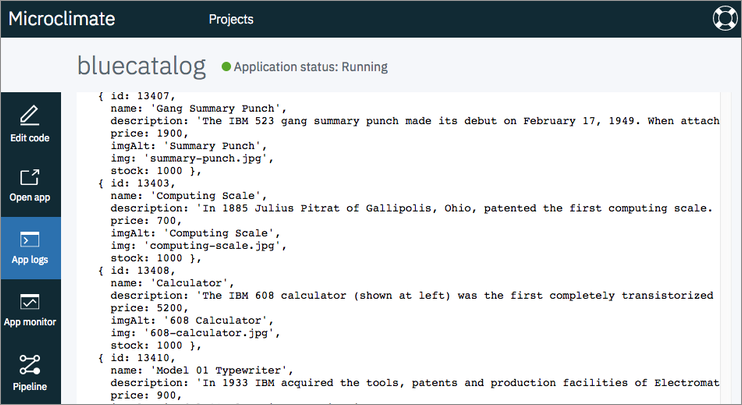 Microclimate
Projects
bluecatalog
Application status: Running
Edit code
Open app
App logs
App monitor
Pipeline
{ id: 13407,
name: 'Gang Summary Punch',
description: 'The IBM 523 gang summary punch made its debut on February 17, 1949. When attach
price: 1900,
imgAlt: 'Summary Punch',
img: 'summary-punch.jpg',
stock: 1000 },
{ id: 13403,
name: 'Computing Scale',
description: 'In 1885 Julius Pitrat of Gallipolis, Ohio, patented the first computing scale.
price: 700,
imgAlt: 'Computing Scale',
img: 'computing-scale.jpg',
stock: 1000 },
{ id: 13408,
name: 'Calculator',
description: 'The IBM 608 calculator (shown at left) was the first completely transistorized
price: 5200,
imgAlt: '608 Calculator',
img: '608-calculator.jpg',
stock: 1000 },
{ id: 13410,
name: 'Model 01 Typewriter',
description: 'In 1933 IBM acquired the tools, patents and production facilities of Electromat
price: 900,